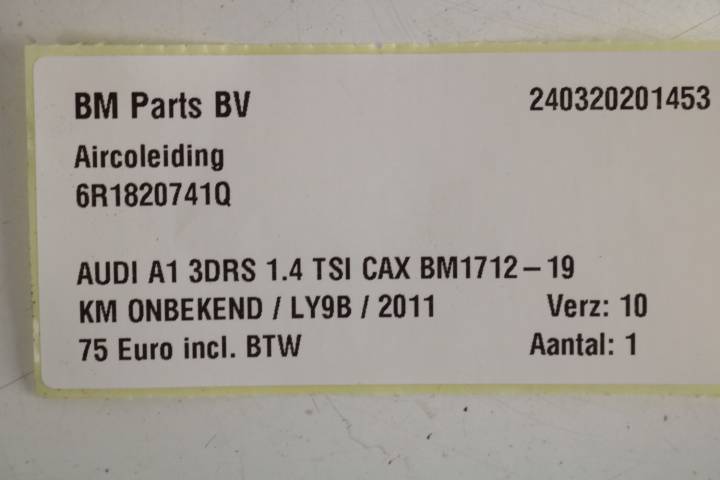 BM Parts BV 240320201453
Aircoleiding
6R1820741Q
AUDI A1 3DRS 1.4 TSI CAX BM1712-19
KM ONBEKEND / LY9B / 2011 Verz: 10
75 Euro incl. BTW Aantal: 1